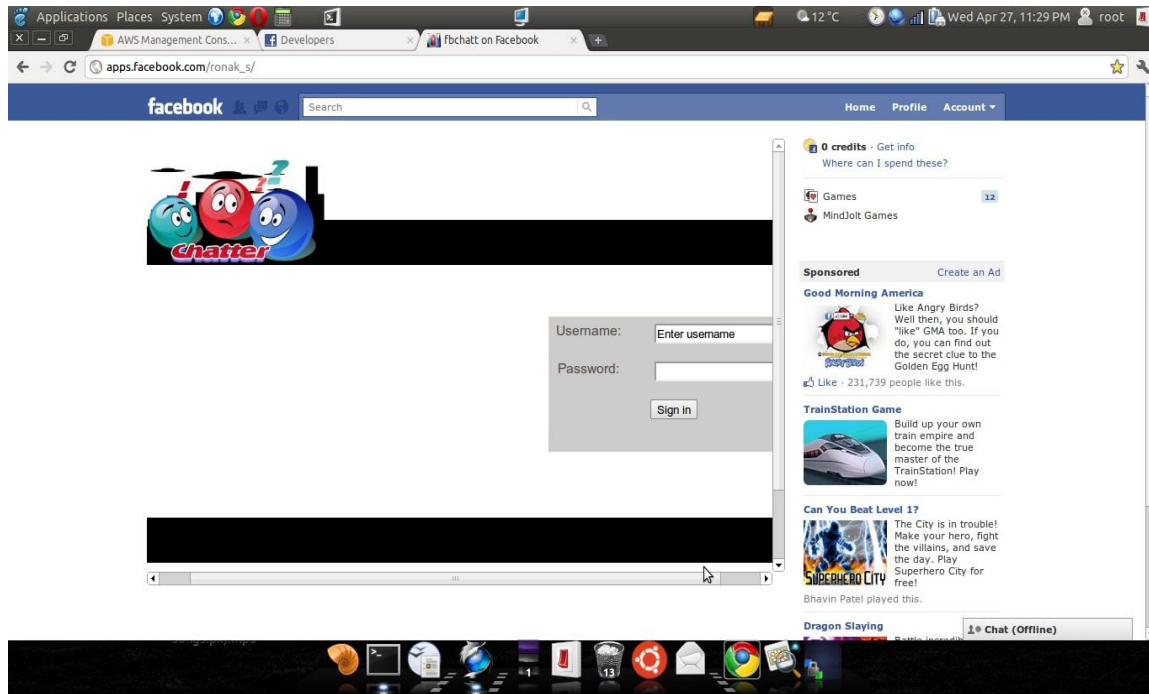 Applications Places System
12 °C
Wed Apr 27, 11:29 PM
root
AWS Management Cons...
Developers
fbchatt on Facebook
apps.facebook.com/ronak_s/
facebook
Search
Home Profile Account
0 credits · Get info
Where can I spend these?
Games 12
MindJolt Games
chatter
Username: Enter username
Password:
Sign in
Sponsored Create an Ad
Good Morning America
Like Angry Birds?
Well then, you should
"like" GMA too. If you
do, you can find out
the secret clue to the
Golden Egg Hunt!
Like · 231,739 people like this.
TrainStation Game
Build up your own
train empire and
become the true
master of the
TrainStation! Play
now!
Can You Beat Level 1?
The City is in trouble!
Make your hero, fight
the villains, and save
the day. Play
Superhero City for
free!
SUPERHERO CITY
Bhavin Patel played this.
Dragon Slaying
Chat (Offline)
1
13